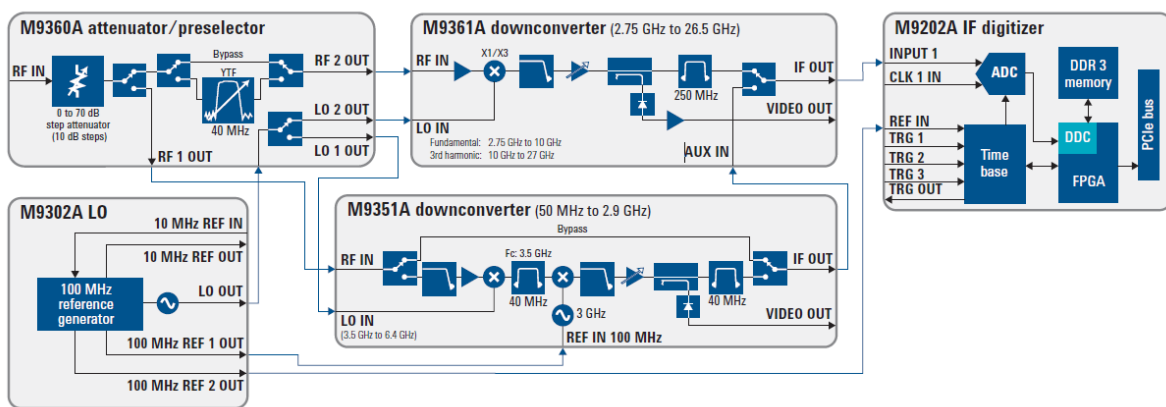 M9360A attenuator/preselector
RF IN
0 to 70 dB
step attenuator
(10 dB steps)
Bypass
YTF
40 MHz
RF 2 OUT
LO 2 OUT
LO 1 OUT
RF 1 OUT
M9361A downconverter (2.75 GHz to 26.5 GHz)
RF IN
X1/X3
250 MHz
IF OUT
VIDEO OUT
LO IN
Fundamental: 2.75 GHz to 10 GHz
3rd harmonic: 10 GHz to 27 GHz
AUX IN
M9202A IF digitizer
INPUT 1
CLK 1 IN
REF IN
TRG 1
TRG 2
TRG 3
TRG OUT
ADC
DDR 3
memory
DDC
FPGA
Time
base
PCIe bus
M9302A LO
10 MHz REF IN
10 MHz REF OUT
100 MHz
reference
generator
LO OUT
100 MHz REF 1 OUT
100 MHz REF 2 OUT
M9351A downconverter (50 MHz to 2.9 GHz)
Bypass
RF IN
Fc: 3.5 GHz
40 MHz
3 GHz
40 MHz
IF OUT
VIDEO OUT
LO IN
(3.5 GHz to 6.4 GHz)
REF IN 100 MHz